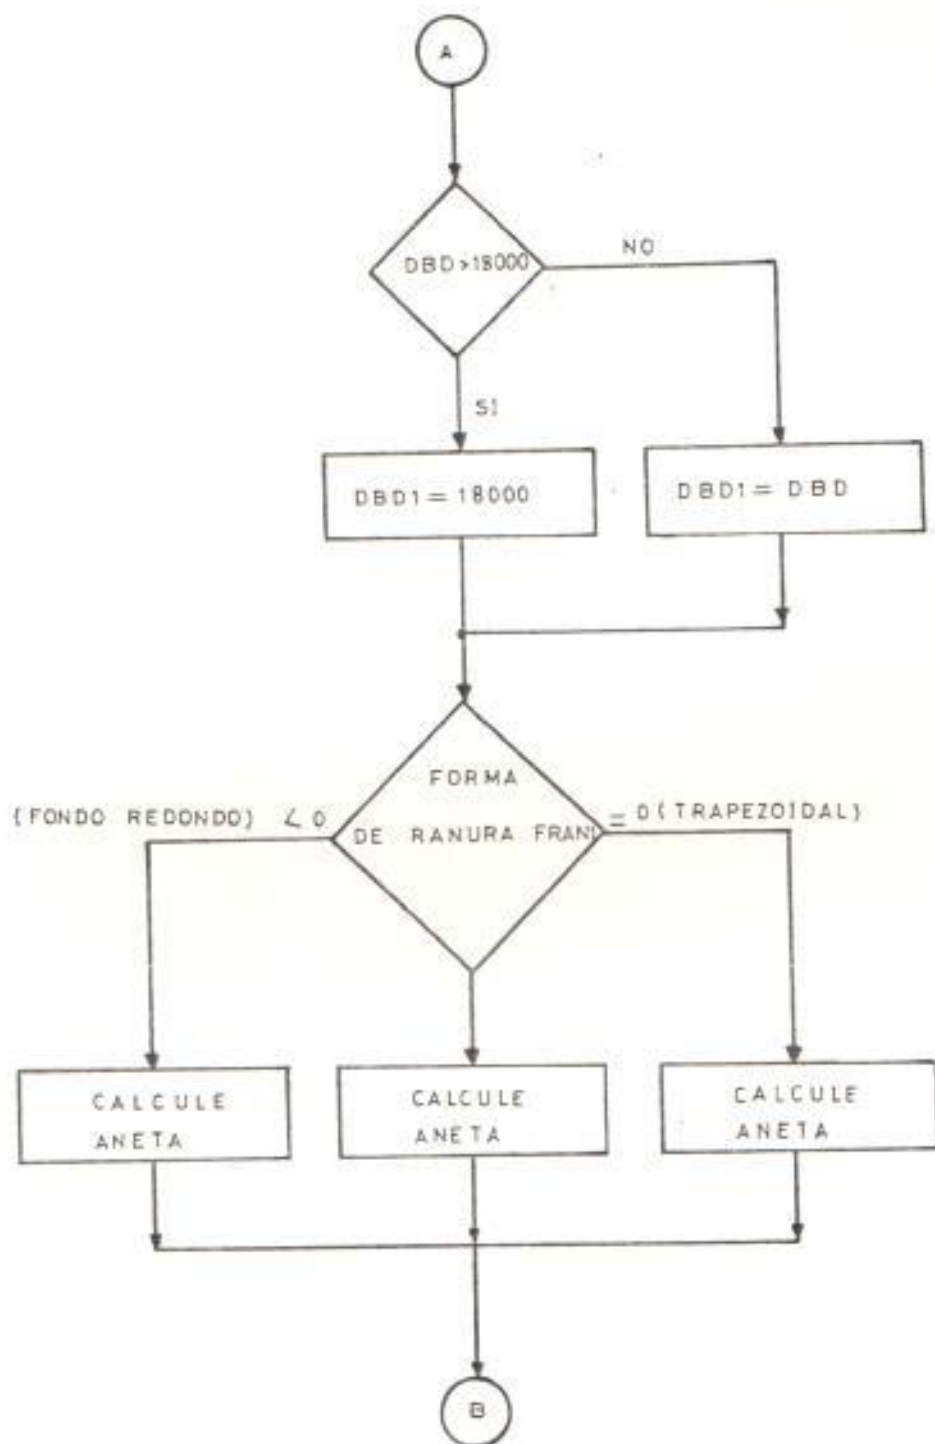 A
DBD>18000
NO
SI
DBD1 = 18000
DBD1 = DBD
FORMA
DE RANURA FRAN1
(FONDO REDONDO) < 0
= 0 (TRAPEZOIDAL)
CALCULE
ANETA
CALCULE
ANETA
CALCULE
ANETA
B